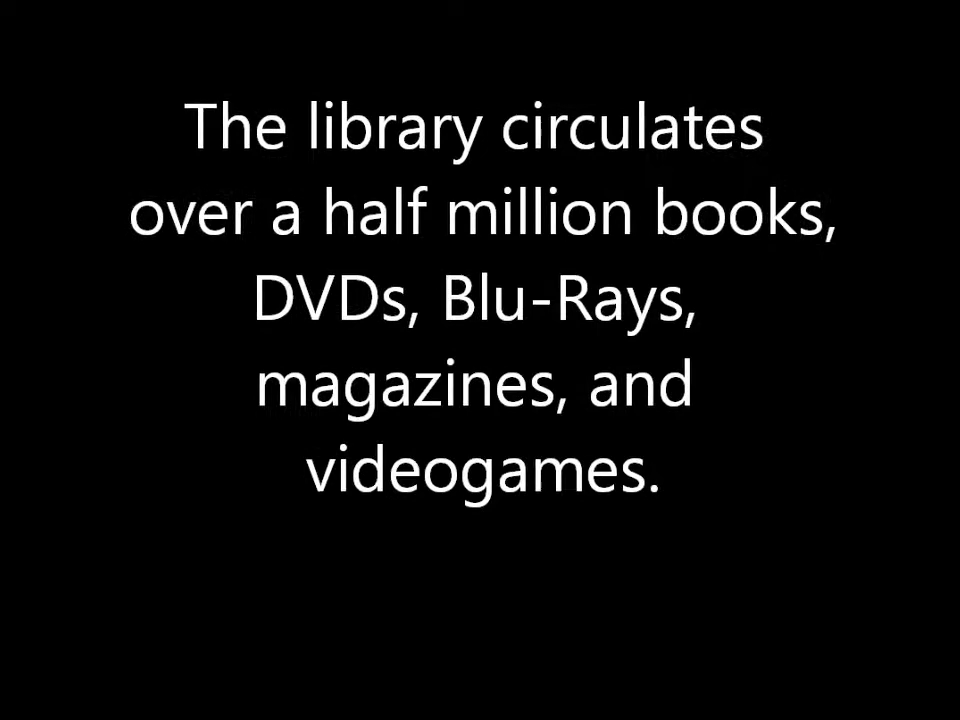 The library circulates
over a half million books,
DVDs, Blu-Rays,
magazines, and
videogames.